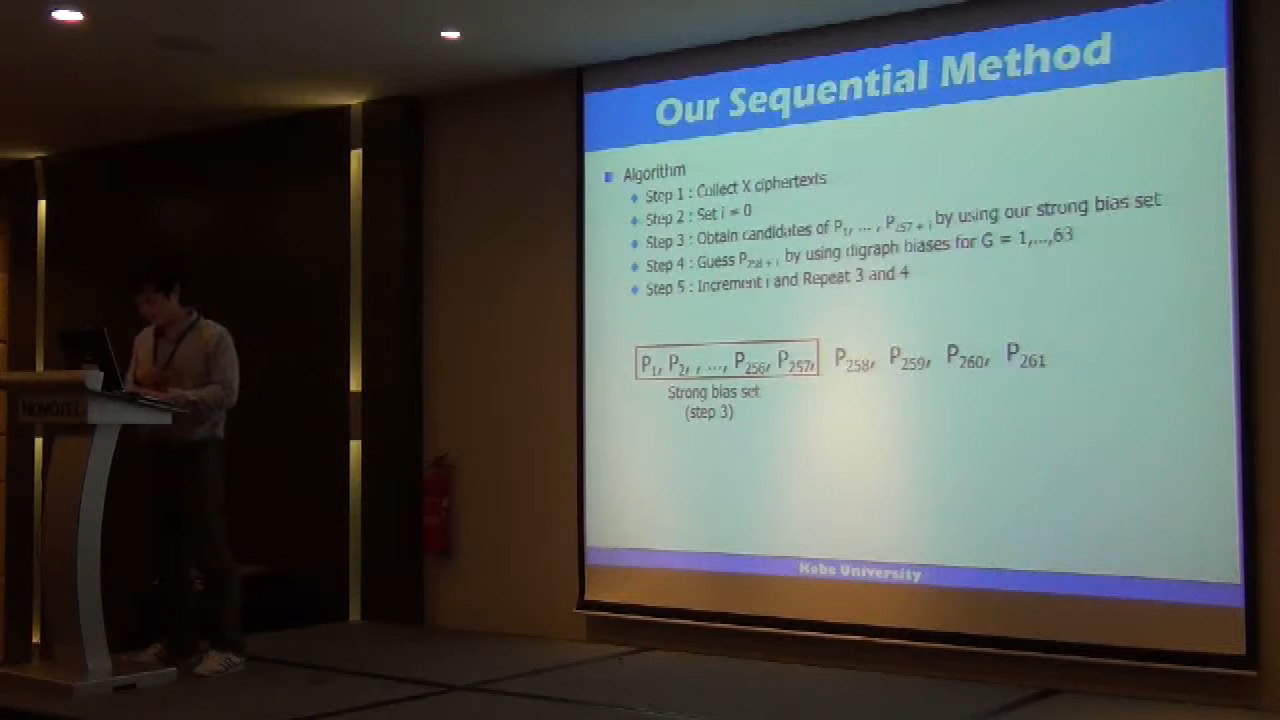 Our Sequential Method
Algorithm
Step 1 : Collect X ciphertexts
Step 2 : Set i = 0
Step 3 : Obtain candidates of P1, ... , P257 + i by using our strong bias set
Step 4 : Guess P258 + i by using digraph biases for G = 1,...,63
Step 5 : Increment i and Repeat 3 and 4
P1, P2, , ..., P256, P257, P258, P259, P260, P261
Strong bias set
(step 3)
Kobe University
NOVOTEL